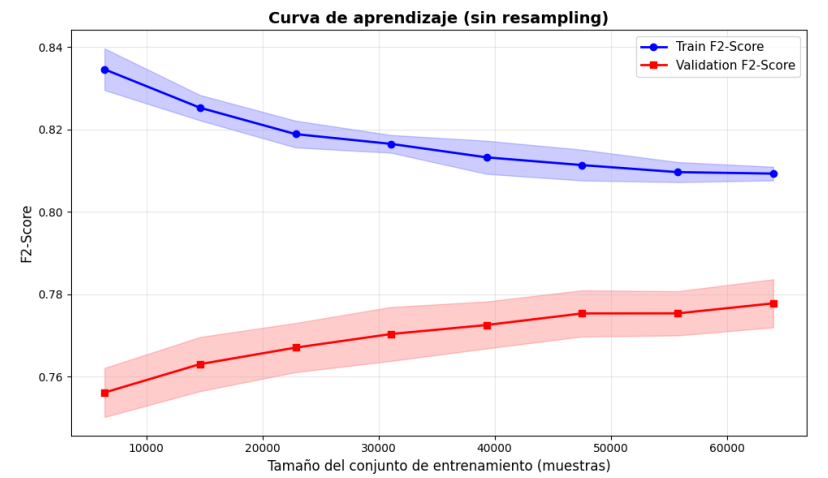 Curva de aprendizaje (sin resampling)
Train F2-Score
Validation F2-Score
F2-Score
0.84
0.82
0.80
0.78
0.76
10000 20000 30000 40000 50000 60000
Tamaño del conjunto de entrenamiento (muestras)